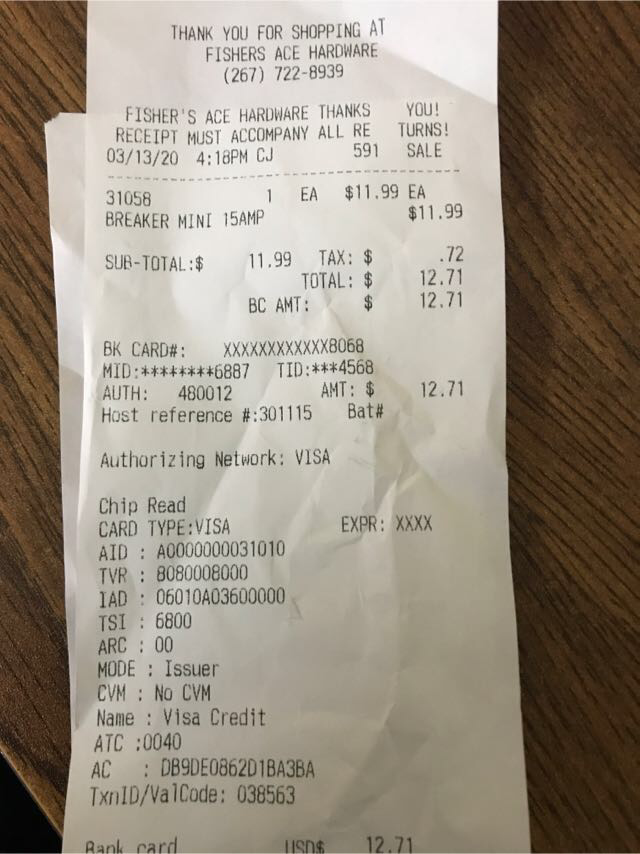 THANK YOU FOR SHOPPING AT
FISHERS ACE HARDWARE
(267) 722-8939
FISHER'S ACE HARDWARE THANKS YOU!
RECEIPT MUST ACCOMPANY ALL RE TURNS!
03/13/20 4:18PM CJ 591 SALE
--------------------------------------------
31058 1 EA $11.99 EA
BREAKER MINI 15AMP $11.99
SUB-TOTAL:$ 11.99 TAX: $ .72
TOTAL: $ 12.71
BC AMT: $ 12.71
BK CARD#: XXXXXXXXXXXX8068
MID:********6887 TID:***4568
AUTH: 480012 AMT: $ 12.71
Host reference #:301115 Bat#
Authorizing Network: VISA
Chip Read
CARD TYPE:VISA EXPR: XXXX
AID : A0000000031010
TVR : 8080008000
IAD : 06010A03600000
TSI : 6800
ARC : 00
MODE : Issuer
CVM : No CVM
Name : Visa Credit
ATC :0040
AC : DB9DE0862D1BA3BA
TxnID/ValCode: 038563
Bank card USD$ 12.71